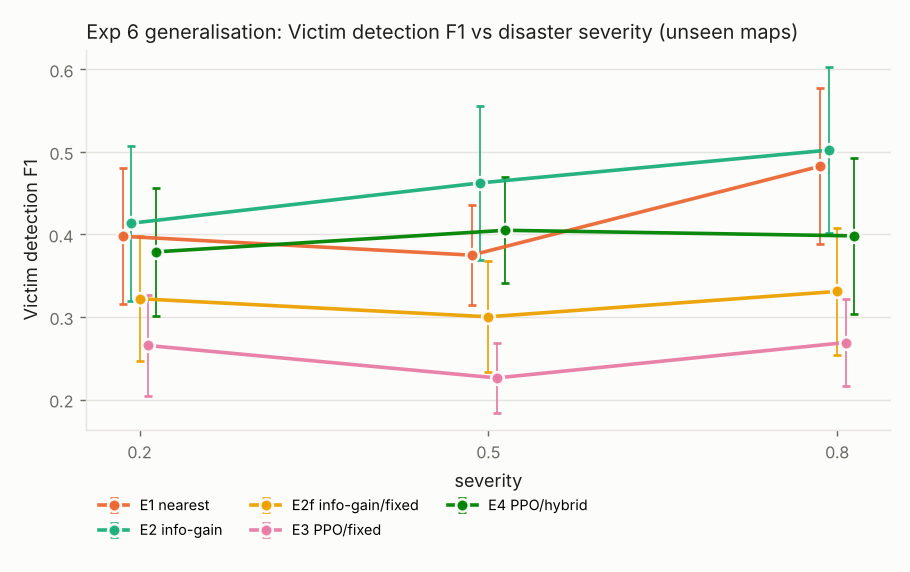 Exp 6 generalisation: Victim detection F1 vs disaster severity (unseen maps)
Victim detection F1
0.6
0.5
0.4
0.3
0.2
0.2 0.5 0.8
severity
E1 nearest E2f info-gain/fixed E4 PPO/hybrid
E2 info-gain E3 PPO/fixed